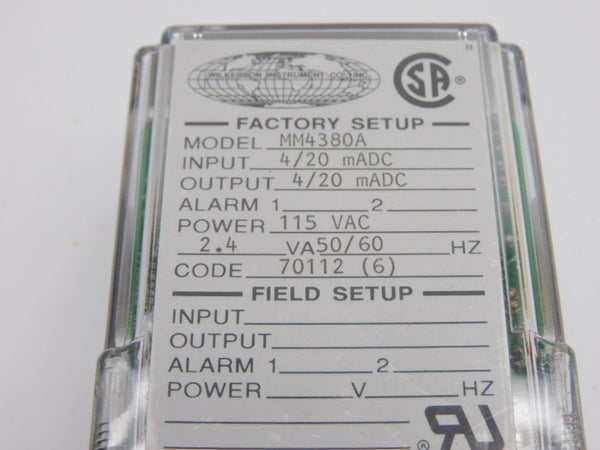 H
WILKERSON INSTRUMENT CO., INC.
SA ®
FACTORY SETUP
MODEL MM4380A
INPUT 4/20 mADC
OUTPUT 4/20 mADC
ALARM 1 2
POWER 115 VAC
2.4 VA 50/60 HZ
CODE 70112 (6)
FIELD SETUP
INPUT
OUTPUT
ALARM 1 2
POWER V HZ
®